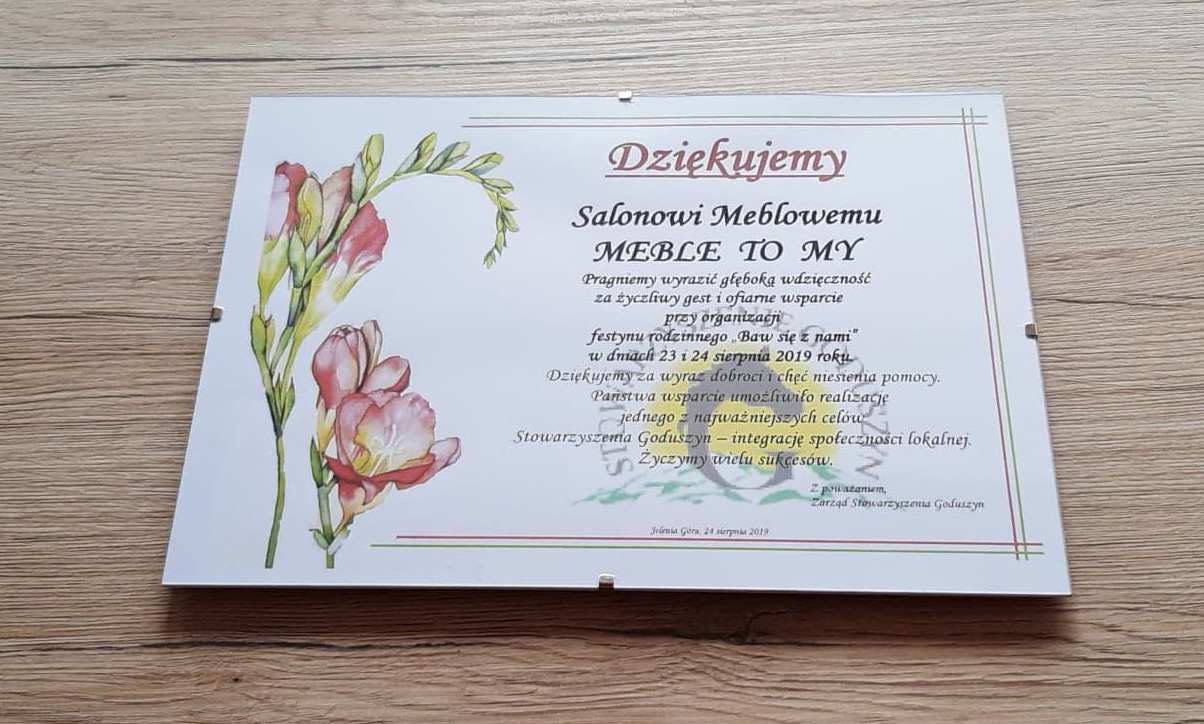 Dziękujemy
Salonowi Meblowemu
MEBLE TO MY
Pragniemy wyrazić głęboką wdzięczność
za życzliwy gest i ofiarne wsparcie
przy organizacji
festynu rodzinnego „Baw się z nami"
w dniach 23 i 24 sierpnia 2019 roku.
Dziękujemy za wyraz dobroci i chęć niesienia pomocy.
Państwa wsparcie umożliwiło realizację
jednego z najważniejszych celów
Stowarzyszenia Goduszyn – integrację społeczności lokalnej.
Życzymy wielu sukcesów.
Z poważaniem,
Zarząd Stowarzyszenia Goduszyn
Jelenia Góra, 24 sierpnia 2019
STOWARZYSZENIE GODUSZYN